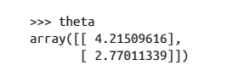 >>> theta
array([[ 4.21509616],
[ 2.77011339]])